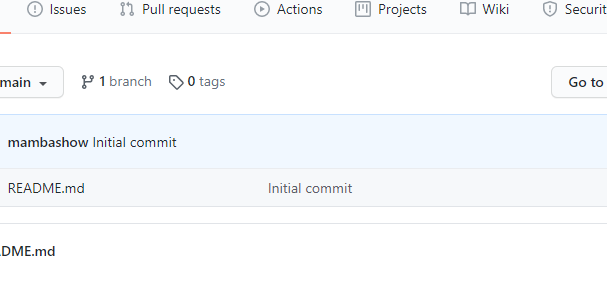 Issues Pull requests Actions Projects Wiki Securit
main 1 branch 0 tags Go to
mambashow Initial commit
README.md Initial commit
DME.md